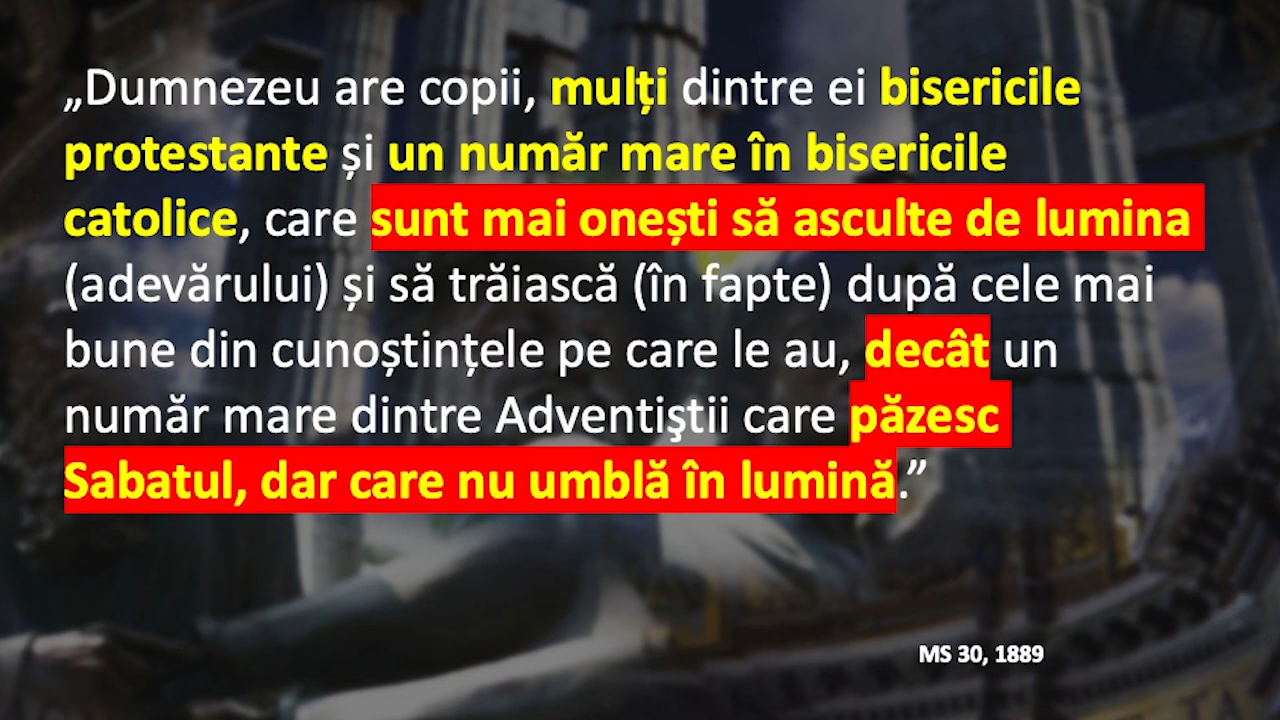 „Dumnezeu are copii, mulți dintre ei bisericile
protestante și un număr mare în bisericile
catolice, care sunt mai onești să asculte de lumina
(adevărului) și să trăiască (în fapte) după cele mai
bune din cunoștințele pe care le au, decât un
număr mare dintre Adventiştii care păzesc
Sabatul, dar care nu umblă în lumină.”
MS 30, 1889